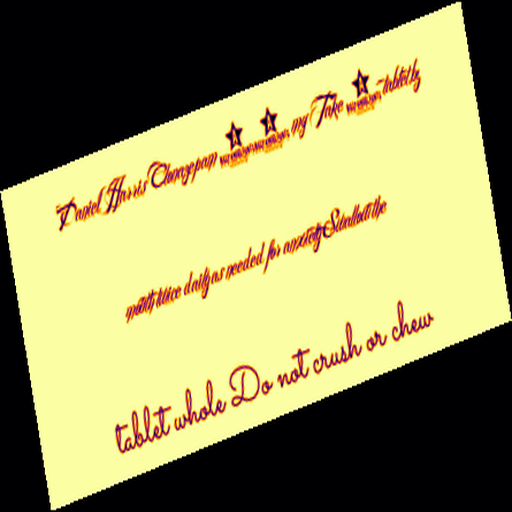 Daniel Harris Clonazepam mg Take tablet by
mouth twice daily as needed for anxiety Swallow the
tablet whole Do not crush or chew